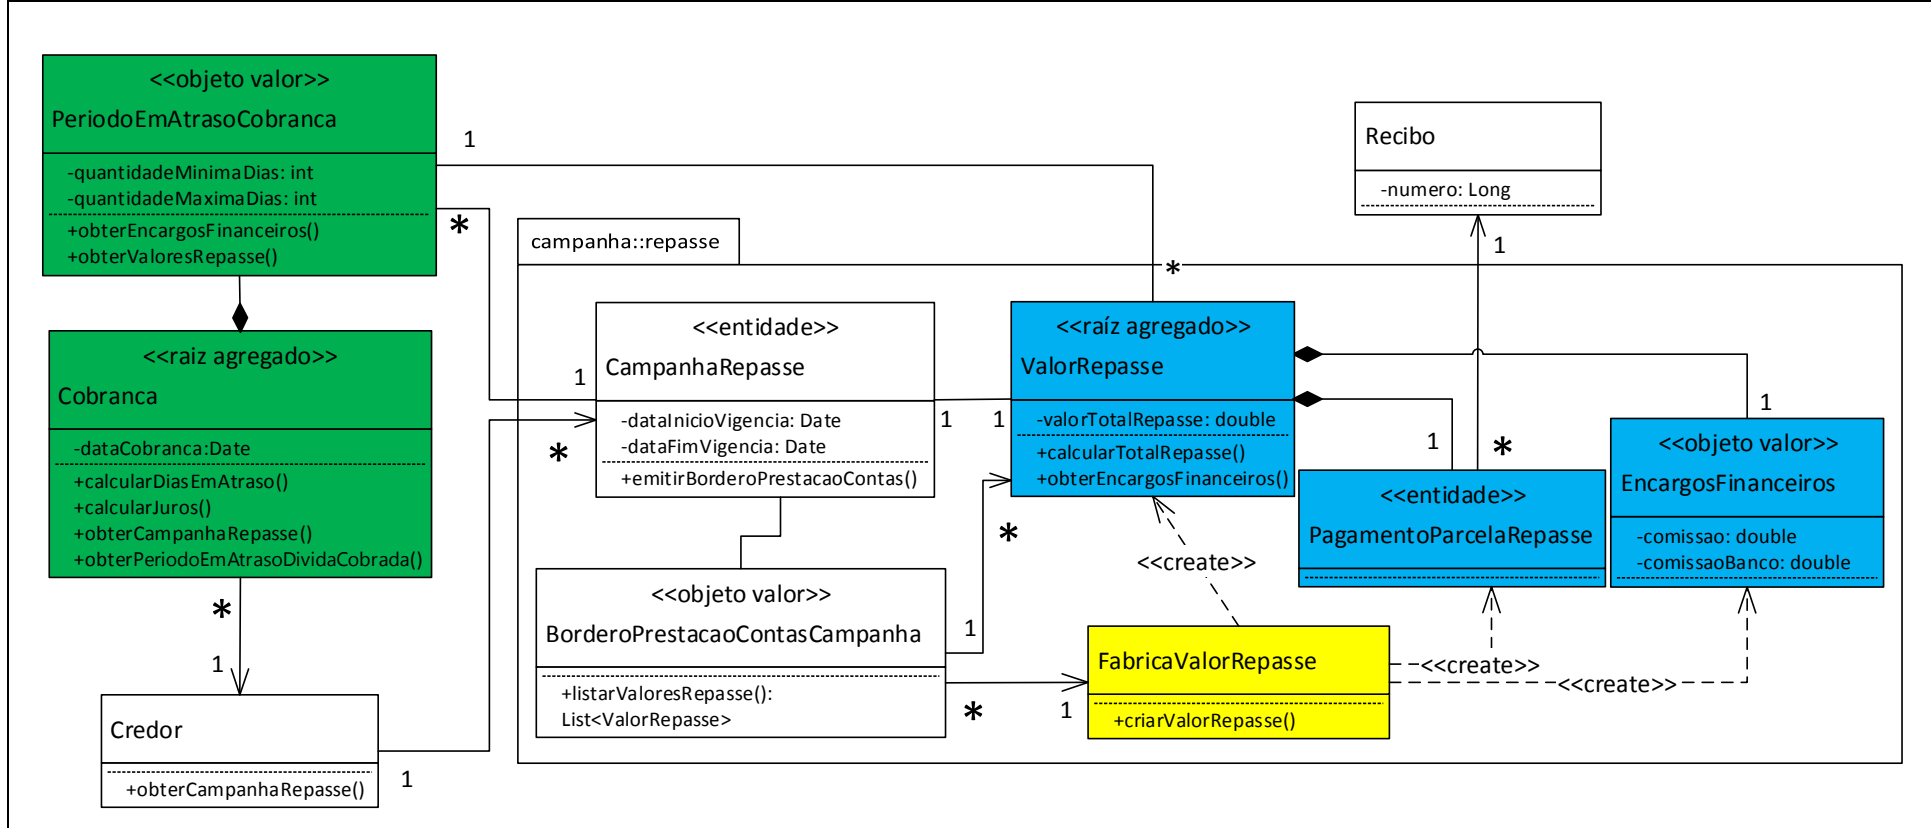 <<objeto valor>>
PeriodoEmAtrasoCobranca
-quantidadeMinimaDias: int
-quantidadeMaximaDias: int
+obterEncargosFinanceiros()
+obterValoresRepasse()
1
*
<<raiz agregado>>
Cobranca
-dataCobranca:Date
+calcularDiasEmAtraso()
+calcularJuros()
+obterCampanhaRepasse()
+obterPeriodoEmAtrasoDividaCobrada()
*
1
Credor
+obterCampanhaRepasse()
1
campanha::repasse
*
1
*
<<entidade>>
CampanhaRepasse
-dataInicioVigencia: Date
-dataFimVigencia: Date
+emitirBorderoPrestacaoContas()
1
1
<<raíz agregado>>
ValorRepasse
-valorTotalRepasse: double
+calcularTotalRepasse()
+obterEncargosFinanceiros()
*
Recibo
-numero: Long
1
1
*
1
<<entidade>>
PagamentoParcelaRepasse
<<objeto valor>>
EncargosFinanceiros
-comissao: double
-comissaoBanco: double
<<objeto valor>>
BorderoPrestacaoContasCampanha
+listarValoresRepasse():
List<ValorRepasse>
1
*
1
<<create>>
FabricaValorRepasse
+criarValorRepasse()
<<create>>
<<create>>